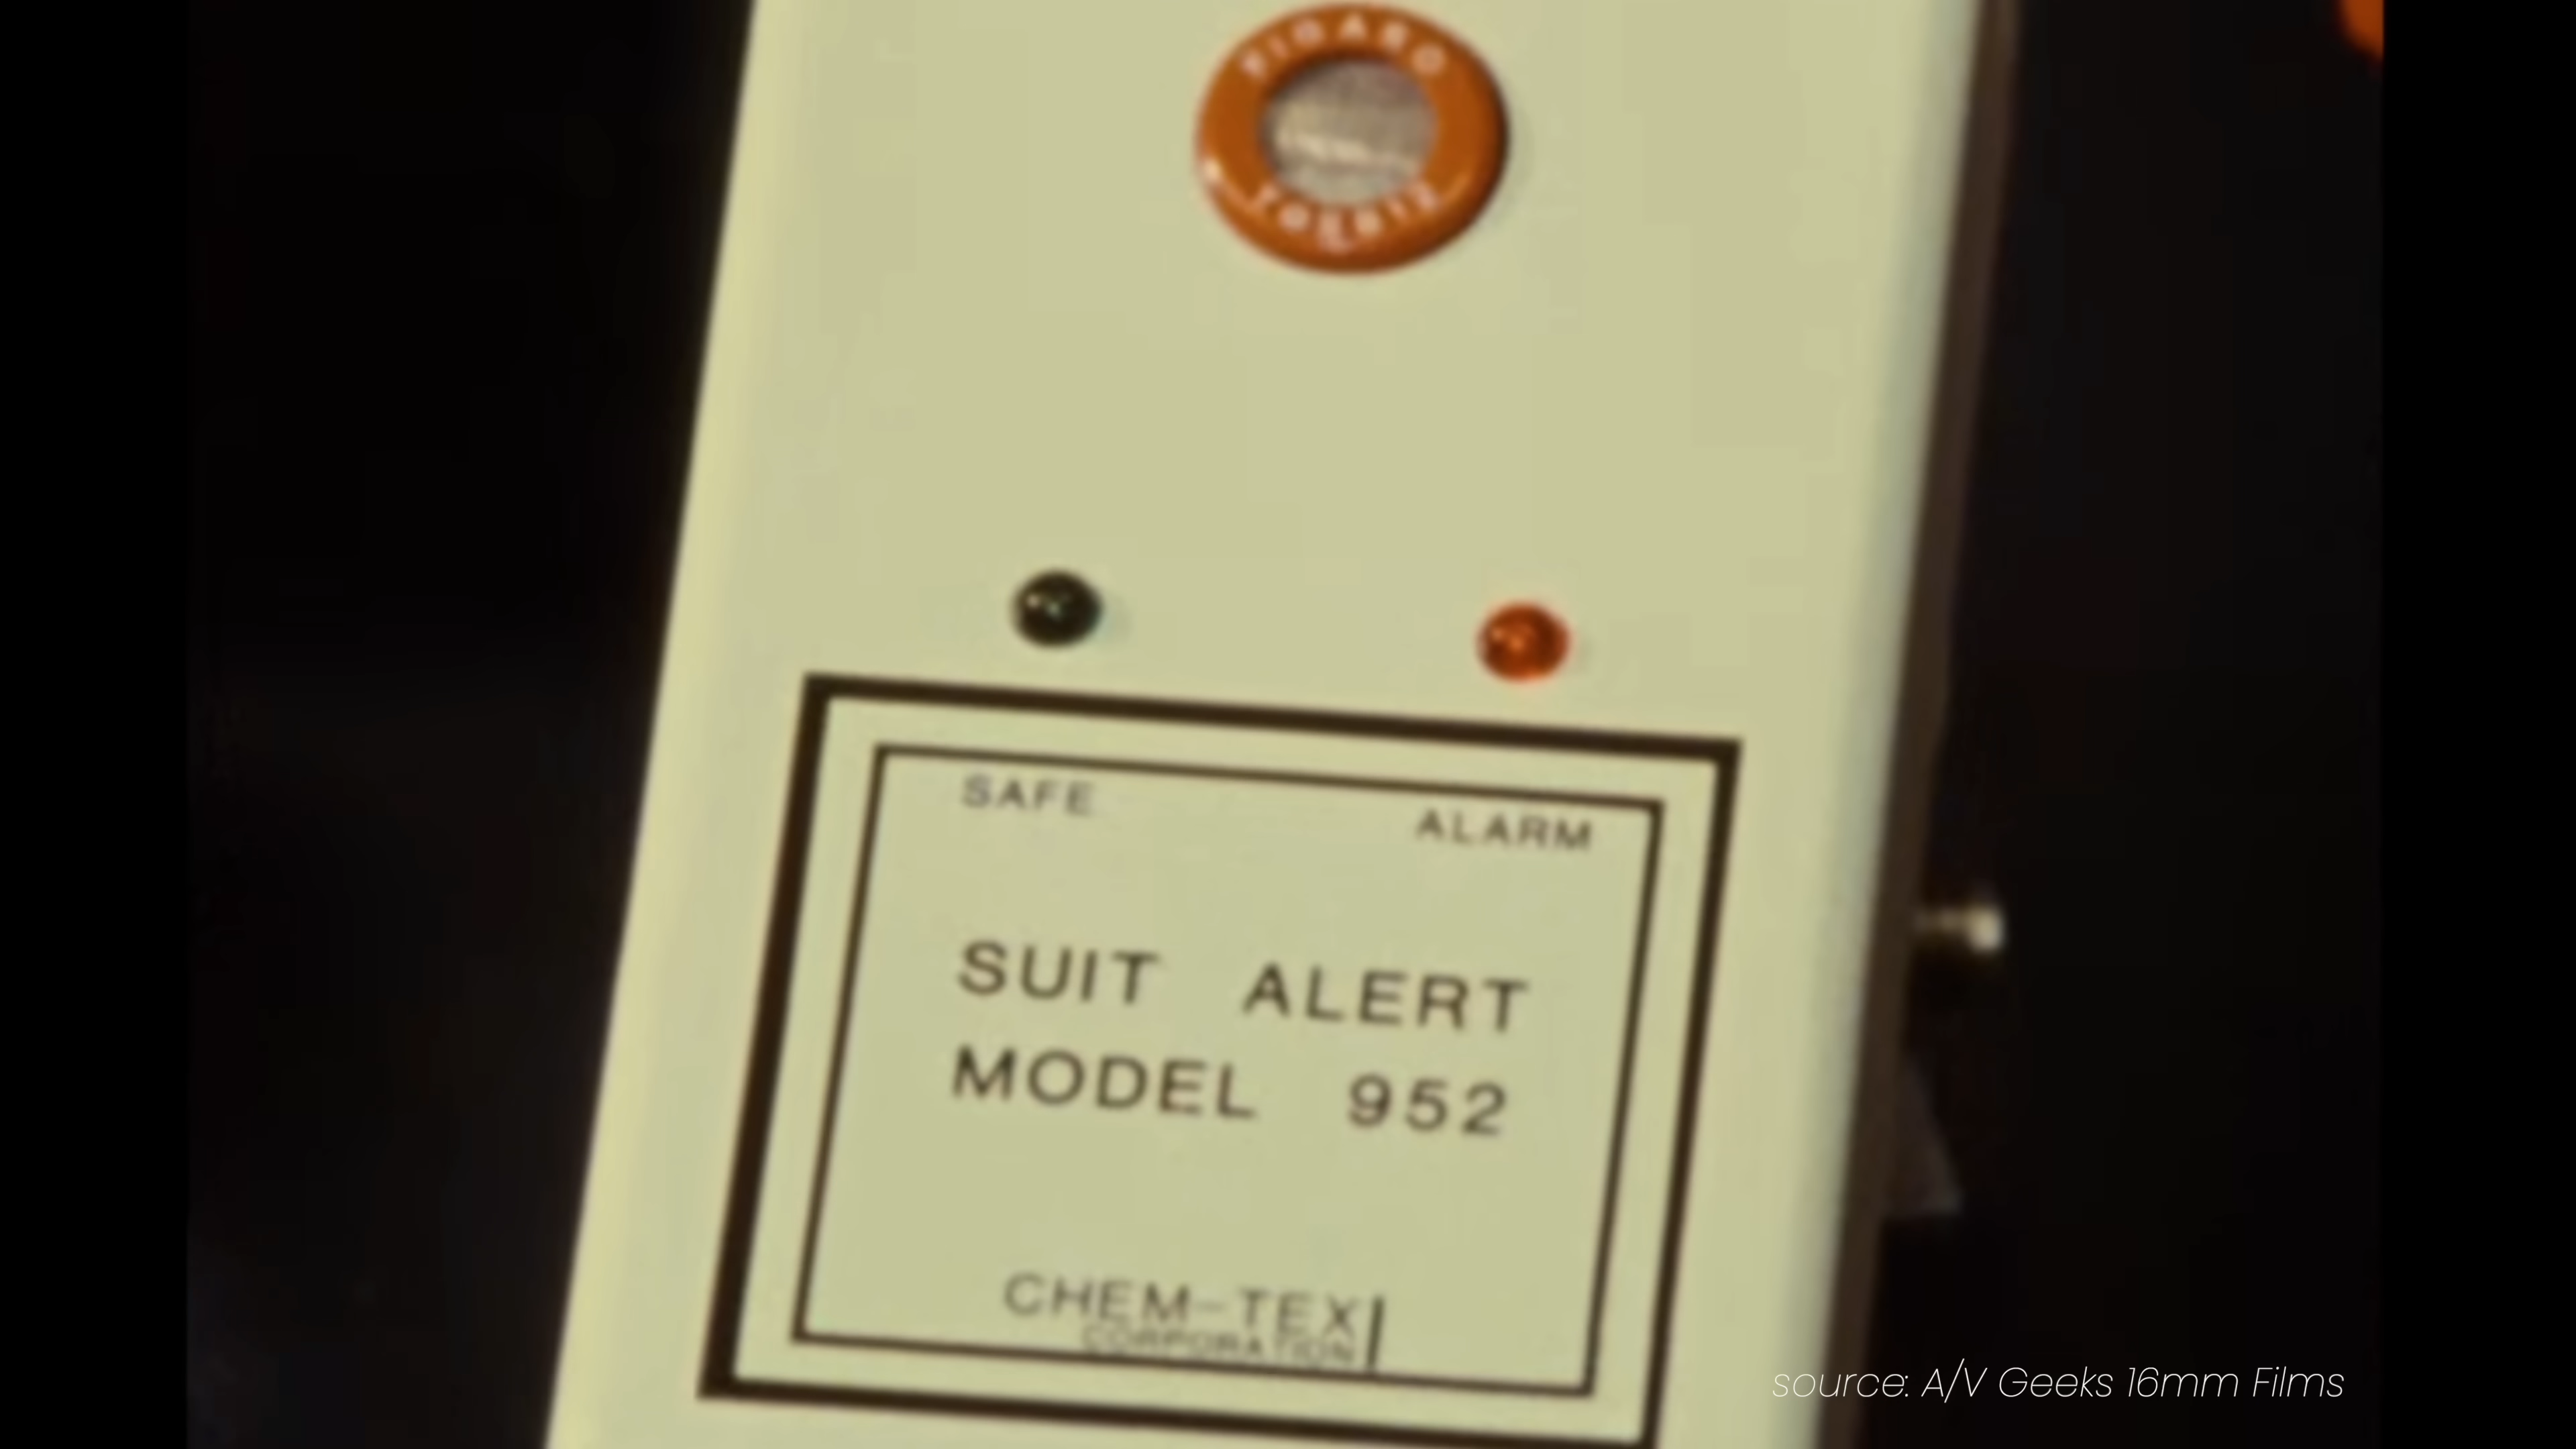 FIGARO
SAFE
ALARM
SUIT ALERT
MODEL 952
CHEM-TEX
CORPORATION
source: A/V Geeks 16mm Films